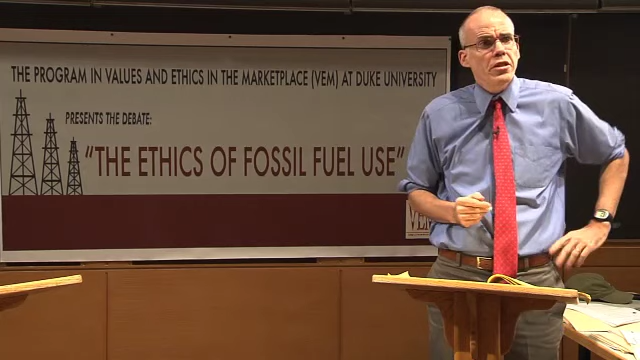 THE PROGRAM IN VALUES AND ETHICS IN THE MARKETPLACE (VEM) AT DUKE UNIVERSITY
PRESENTS THE DEBATE:
"THE ETHICS OF FOSSIL FUEL USE"